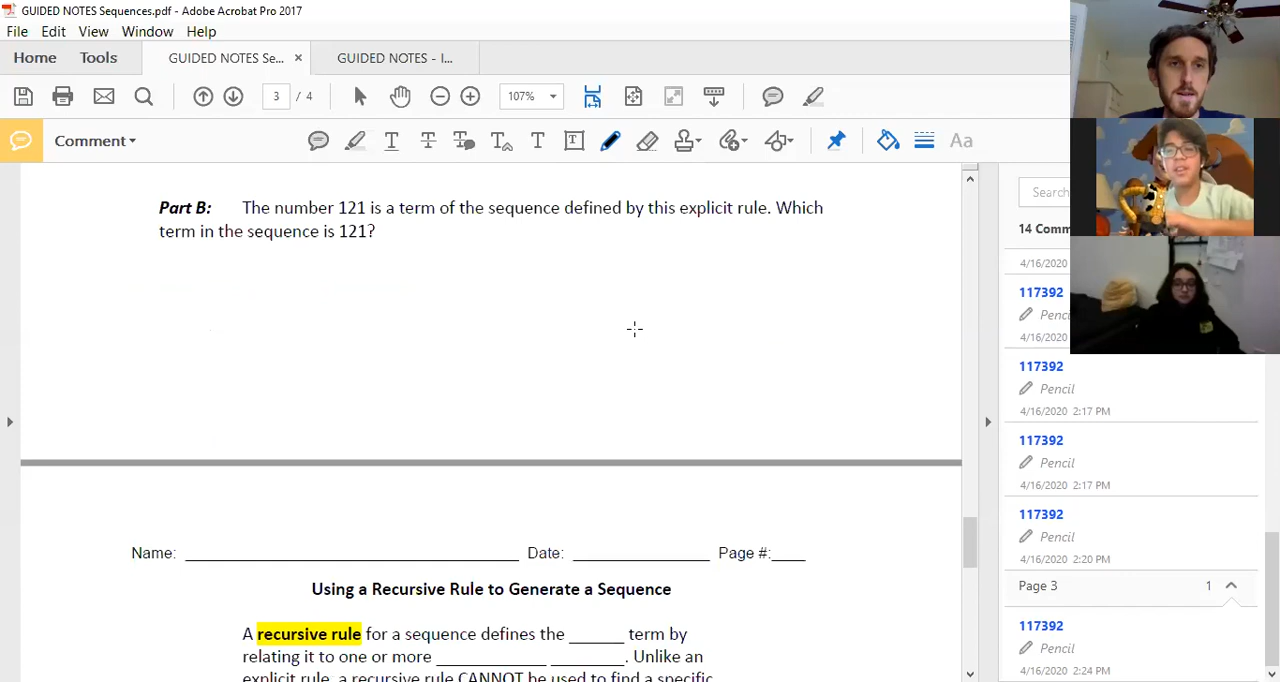 GUIDED NOTES Sequences.pdf - Adobe Acrobat Pro 2017
File Edit View Window Help
Home Tools GUIDED NOTES Se... × GUIDED NOTES - I...
3 / 4 107%
Comment T T T T T T Aa
Part B: The number 121 is a term of the sequence defined by this explicit rule. Which
term in the sequence is 121?
Name: Date: Page #:
Using a Recursive Rule to Generate a Sequence
A recursive rule for a sequence defines the ______ term by
relating it to one or more __________ _______. Unlike an
explicit rule, a recursive rule CANNOT be used to find a specific
Search
14 Comm
4/16/2020
117392
Penc
4/16/2020
117392
Pencil
4/16/2020 2:17 PM
117392
Pencil
4/16/2020 2:17 PM
117392
Pencil
4/16/2020 2:20 PM
Page 3 1
117392
Pencil
4/16/2020 2:24 PM